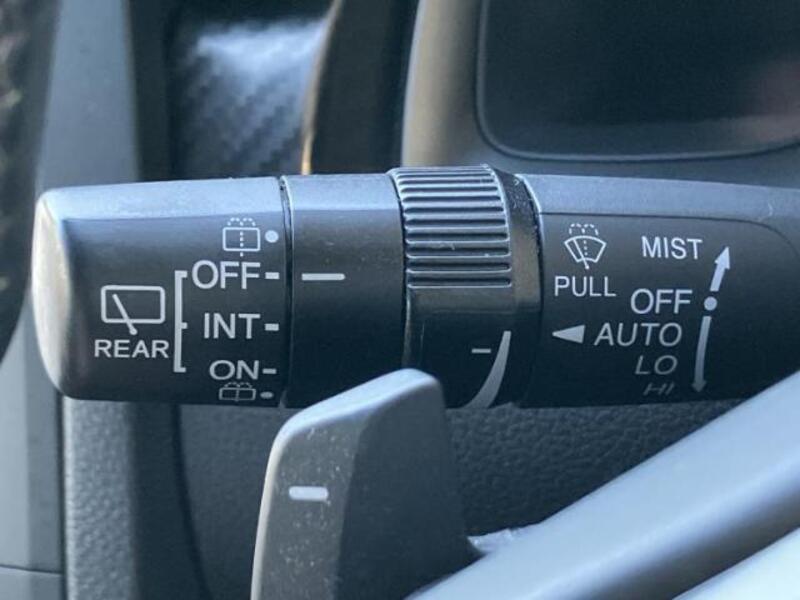 OFF
INT
REAR
ON
MIST
PULL
OFF
AUTO
LO
HI